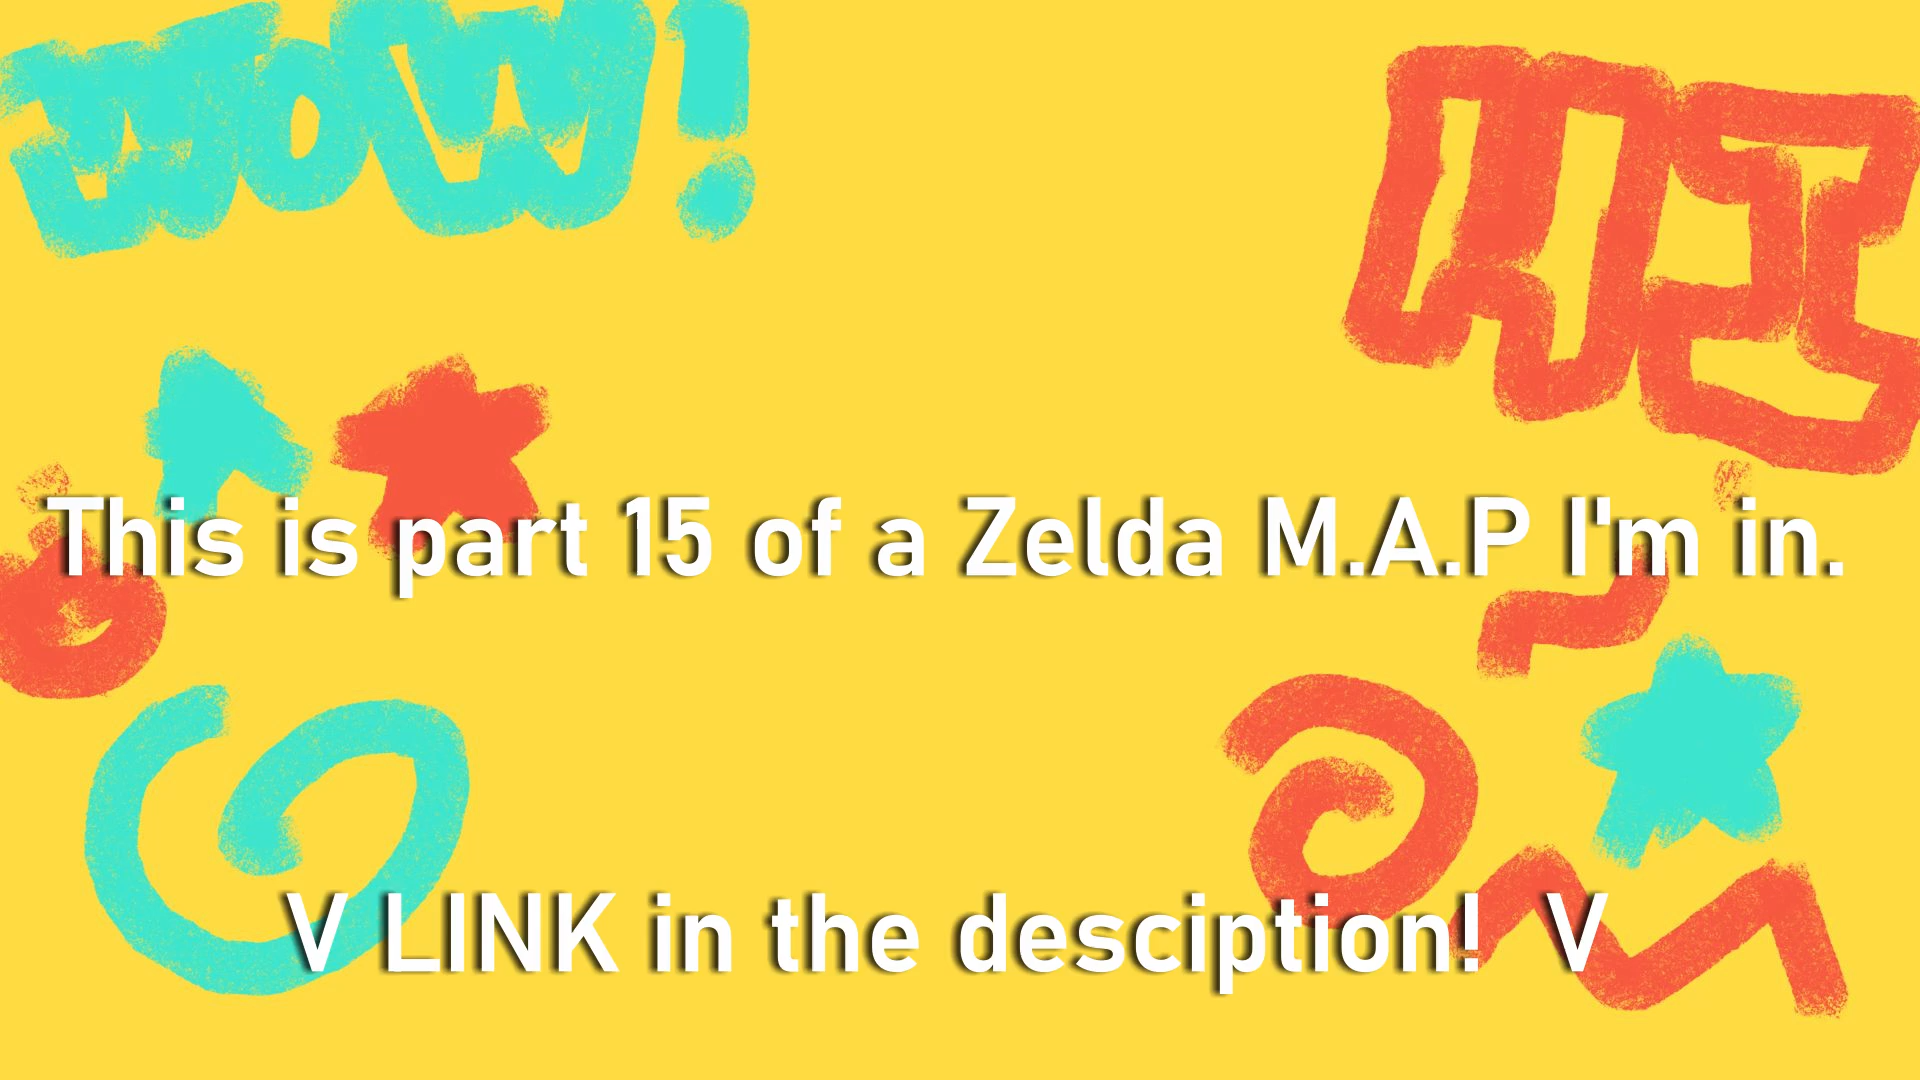 WOW!
This is part 15 of a Zelda M.A.P I'm in.
V LINK in the desciption! V